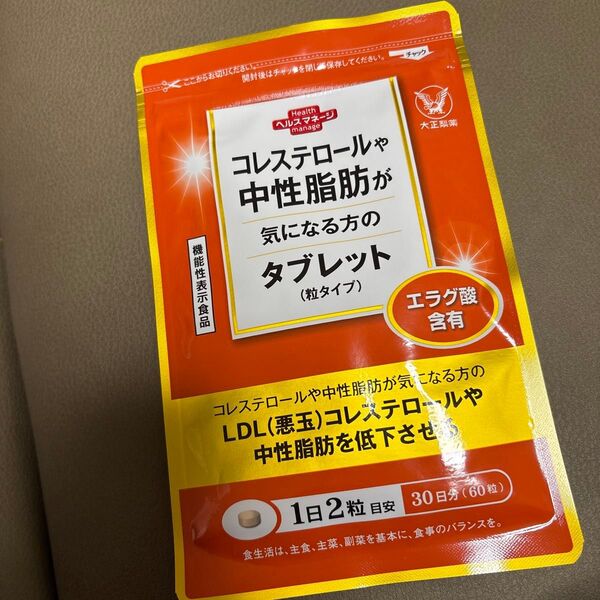 ここからお切りください。
開封後はチャックを閉じ保存してください。
チャック
大正製薬
Health
ヘルスマネージ
manage
コレステロールや
中性脂肪が
気になる方の
タブレット
(粒タイプ)
機能性表示食品
エラグ酸
含有
コレステロールや中性脂肪が気になる方の
LDL(悪玉)コレステロールや
中性脂肪を低下させ
1日2粒目安
30日分(60粒)
食生活は、主食、主菜、副菜を基本に、食事のバランスを。